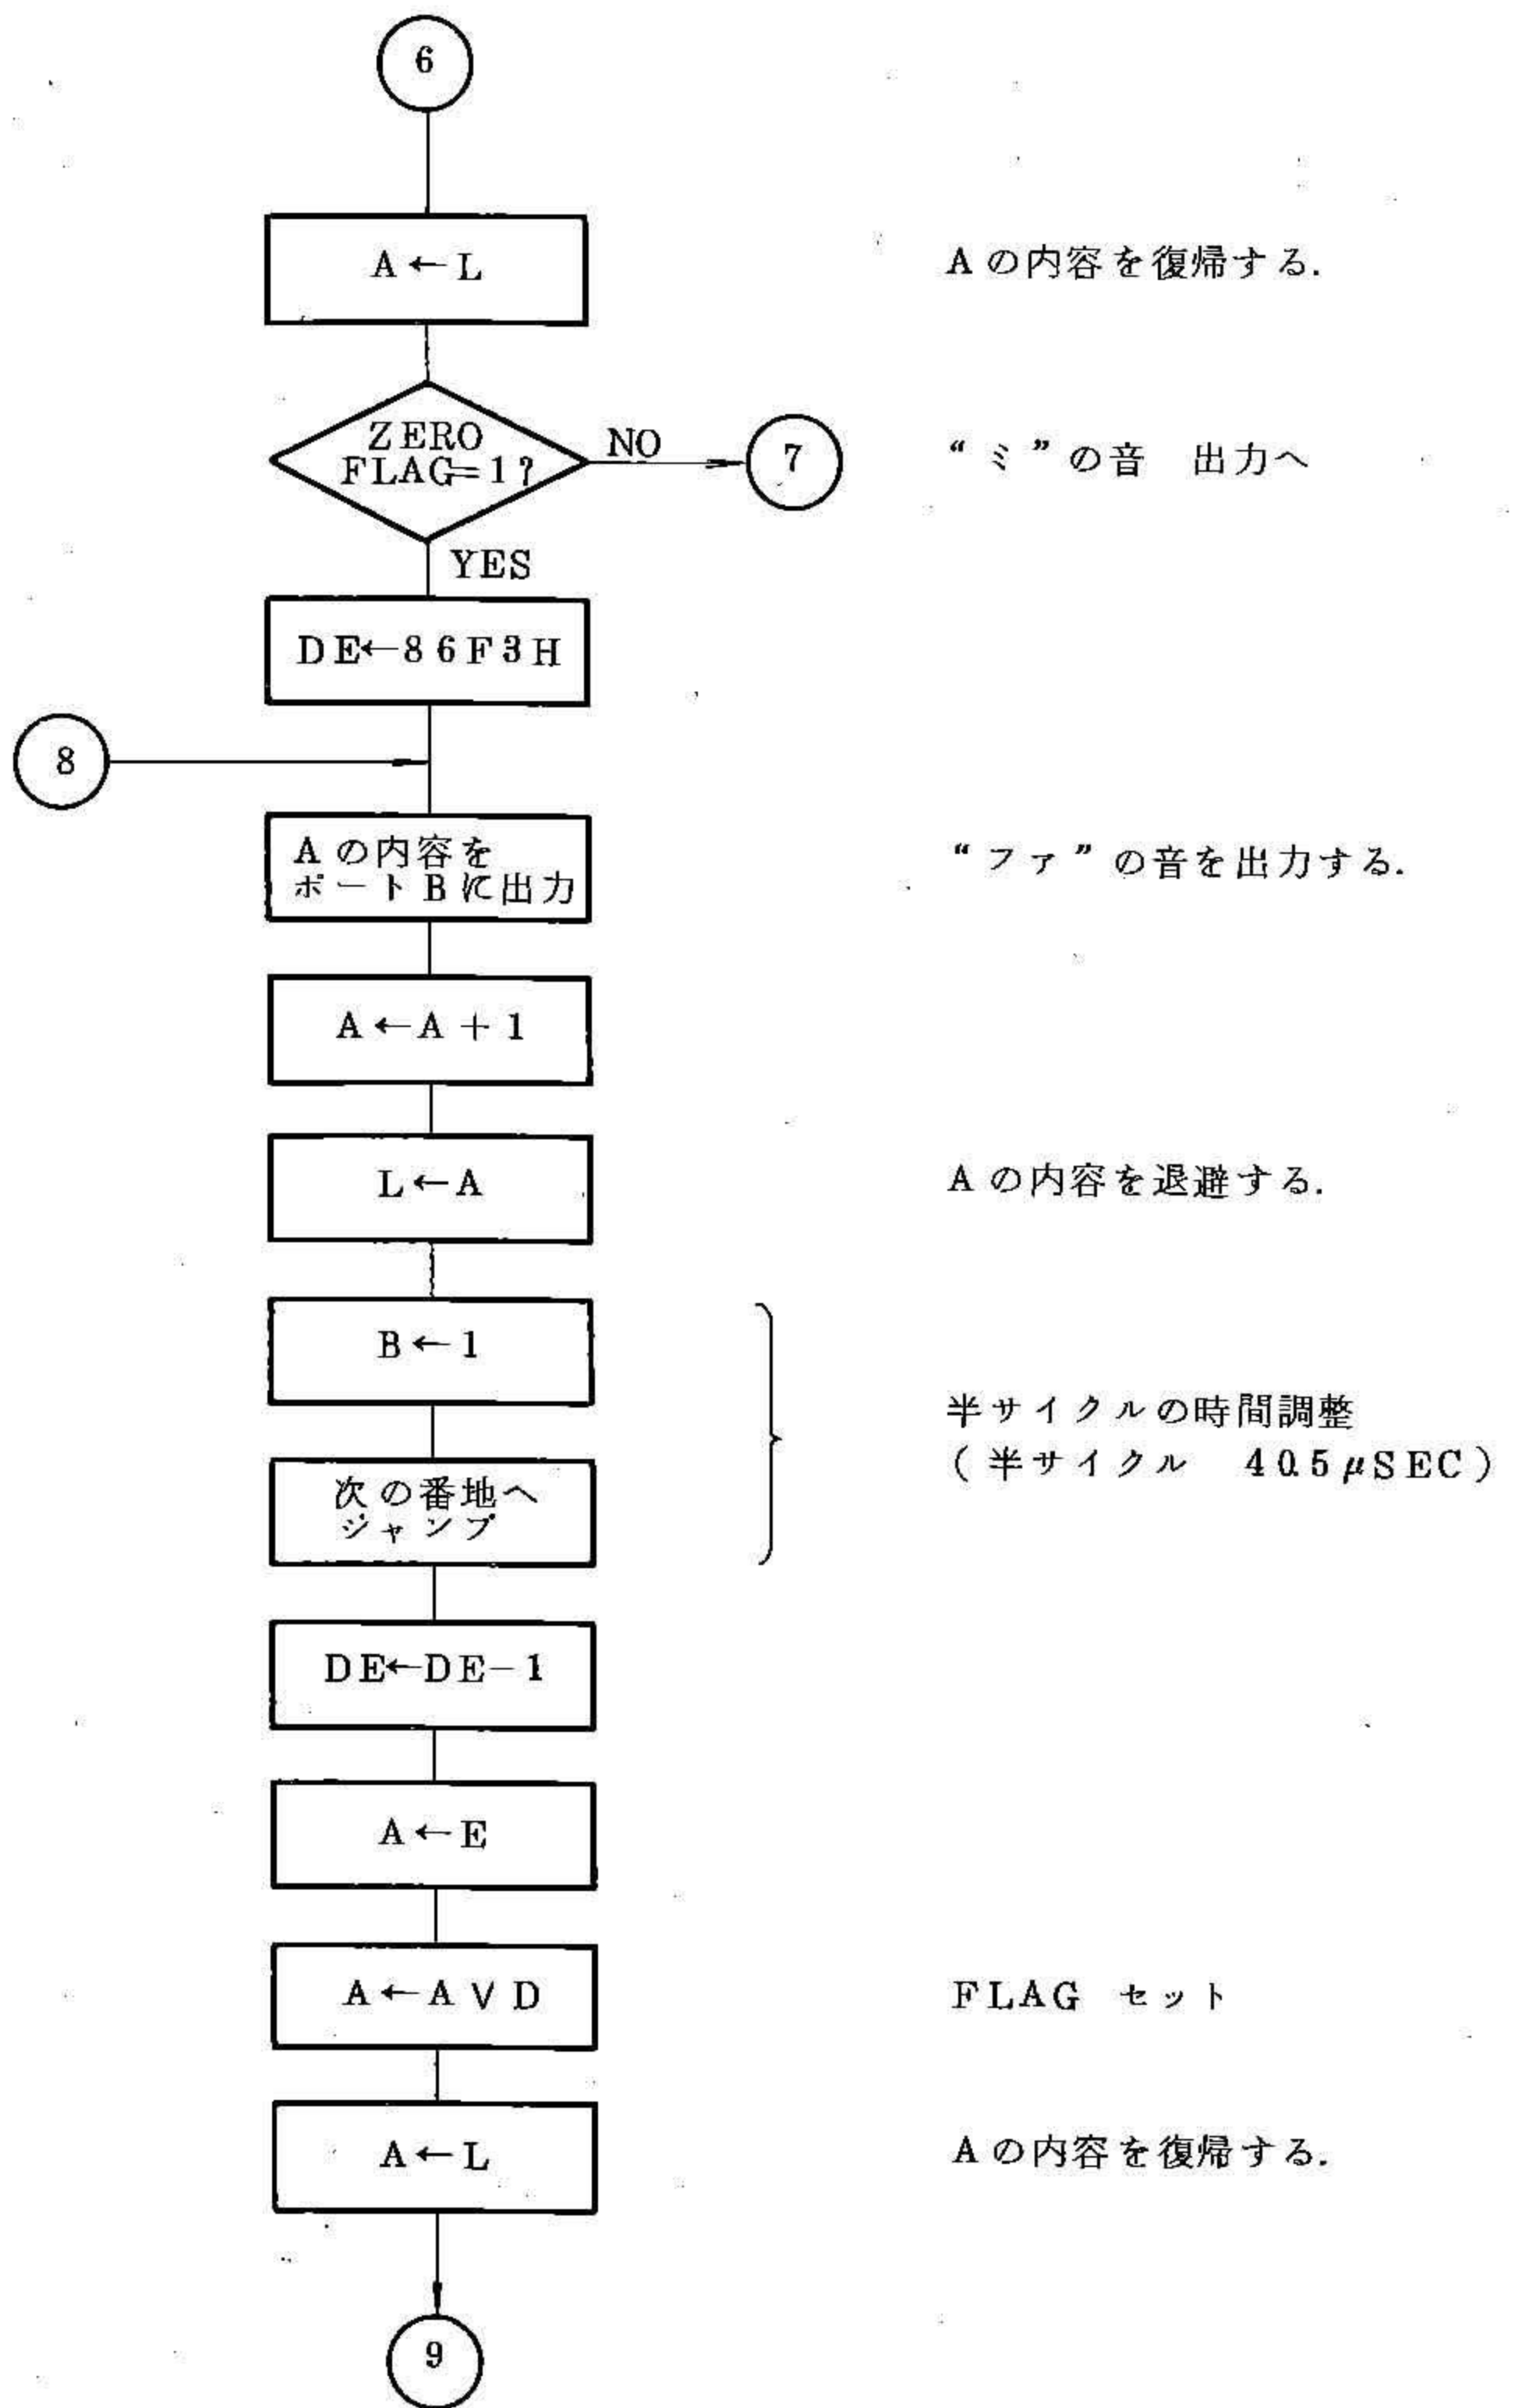 6
A←L
Aの内容を復帰する.
ZERO
FLAG=1?
NO
7
“ミ”の音　出力へ
YES
DE←86F3H
8
Aの内容を
ポートBに出力
“ファ”の音を出力する.
A←A+1
L←A
Aの内容を退避する.
B←1
半サイクルの時間調整
(半サイクル　40.5μSEC)
次の番地へ
ジャンプ
DE←DE-1
A←E
A←A∨D
FLAG セット
A←L
Aの内容を復帰する.
9